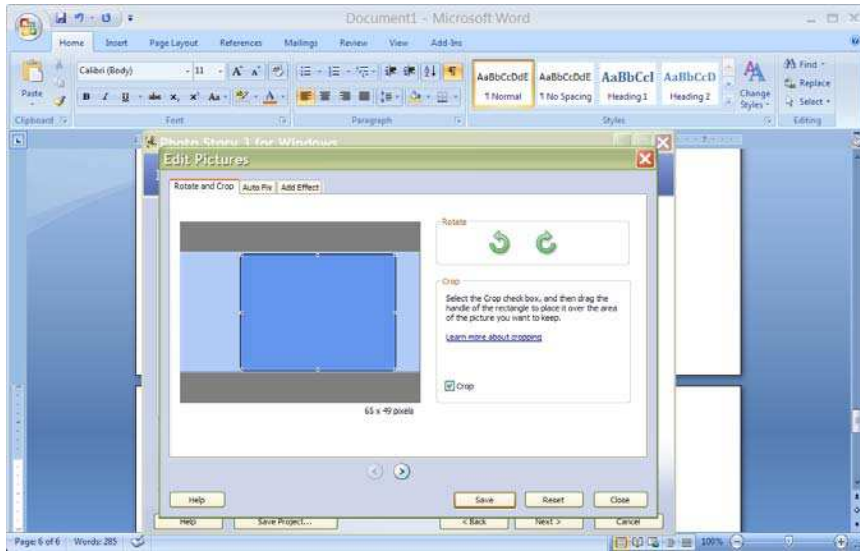 Document1 - Microsoft Word
Home Insert Page Layout References Mailings Review View Add-Ins
Paste
Calibri (Body) 11
B I U abc x, x² Aa
AaBbCcDdE AaBbCcDdE AaBbCcI AaBbCcD
¶ Normal ¶ No Spacing Heading 1 Heading 2
Change Styles
Find
Replace
Select
Clipboard Font Paragraph Styles Editing
Photo Story 3 for Windows
Edit Pictures
Rotate and Crop Auto Fix Add Effect
Rotate
Crop
Select the Crop check box, and then drag the
handle of the rectangle to place it over the area
of the picture you want to keep.
Learn more about cropping
Crop
65 x 49 pixels
Help Save Reset Close
Help Save Project... < Back Next > Cancel
Page: 6 of 6 Words: 285 100%